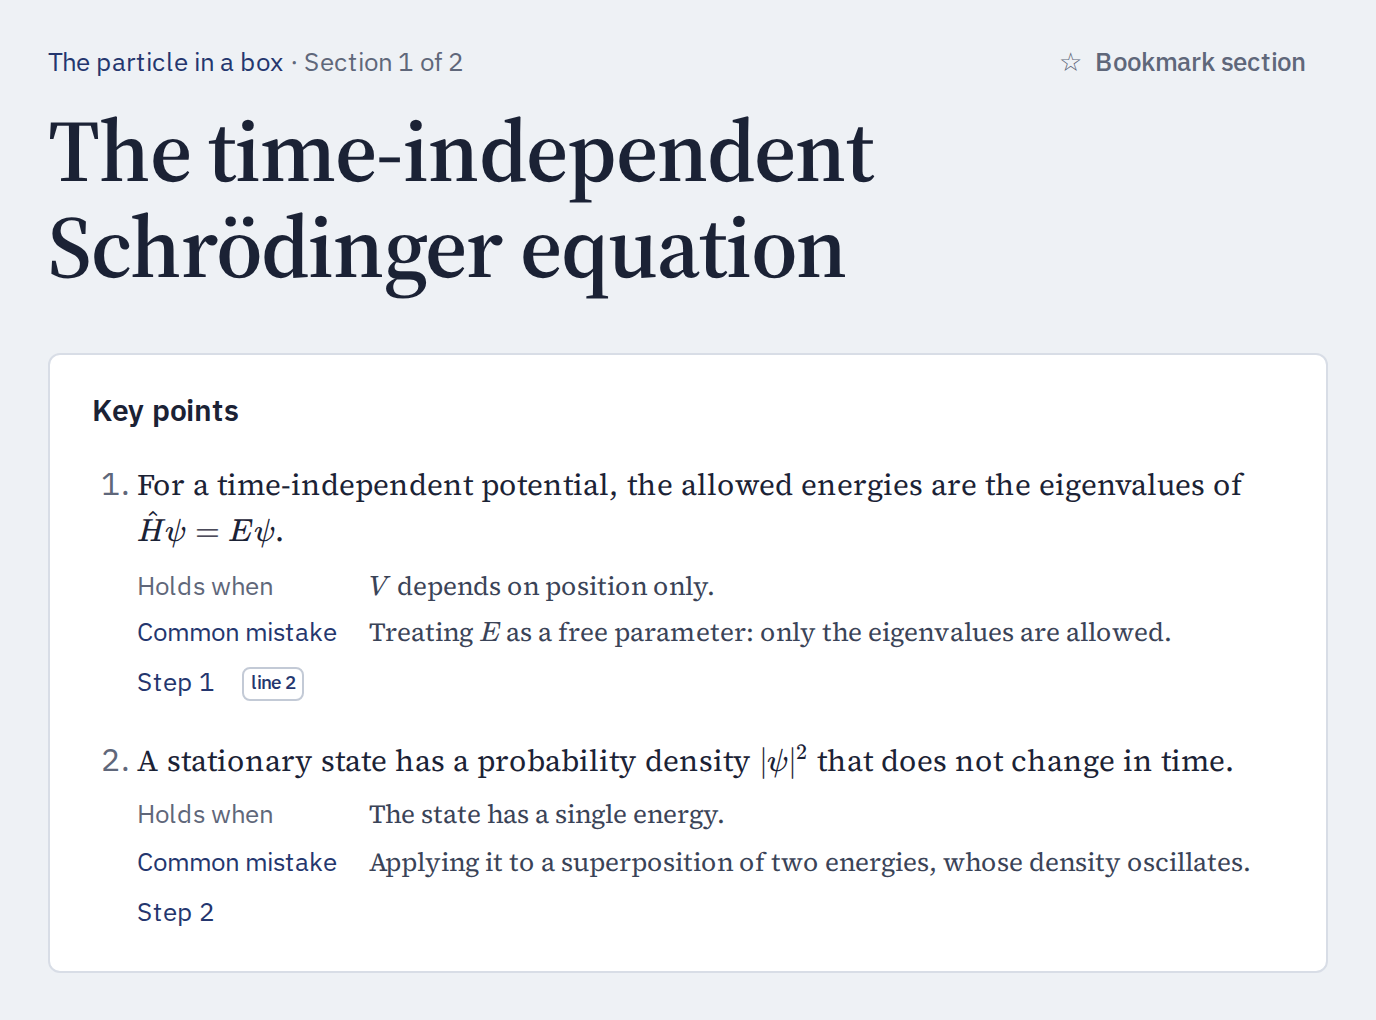 The particle in a box · Section 1 of 2
☆ Bookmark section
The time-independent
Schrödinger equation
Key points
1. For a time-independent potential, the allowed energies are the eigenvalues of
Ĥψ = Eψ.
Holds when V depends on position only.
Common mistake Treating E as a free parameter: only the eigenvalues are allowed.
Step 1 line 2
2. A stationary state has a probability density |ψ|² that does not change in time.
Holds when The state has a single energy.
Common mistake Applying it to a superposition of two energies, whose density oscillates.
Step 2